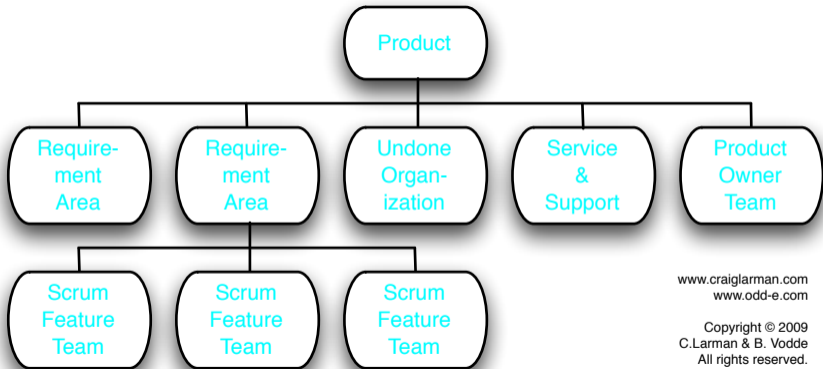 Product
Require-
ment
Area
Require-
ment
Area
Undone
Organ-
ization
Service
&
Support
Product
Owner
Team
Scrum
Feature
Team
Scrum
Feature
Team
Scrum
Feature
Team
www.craiglarman.com
www.odd-e.com
Copyright © 2009
C.Larman & B. Vodde
All rights reserved.